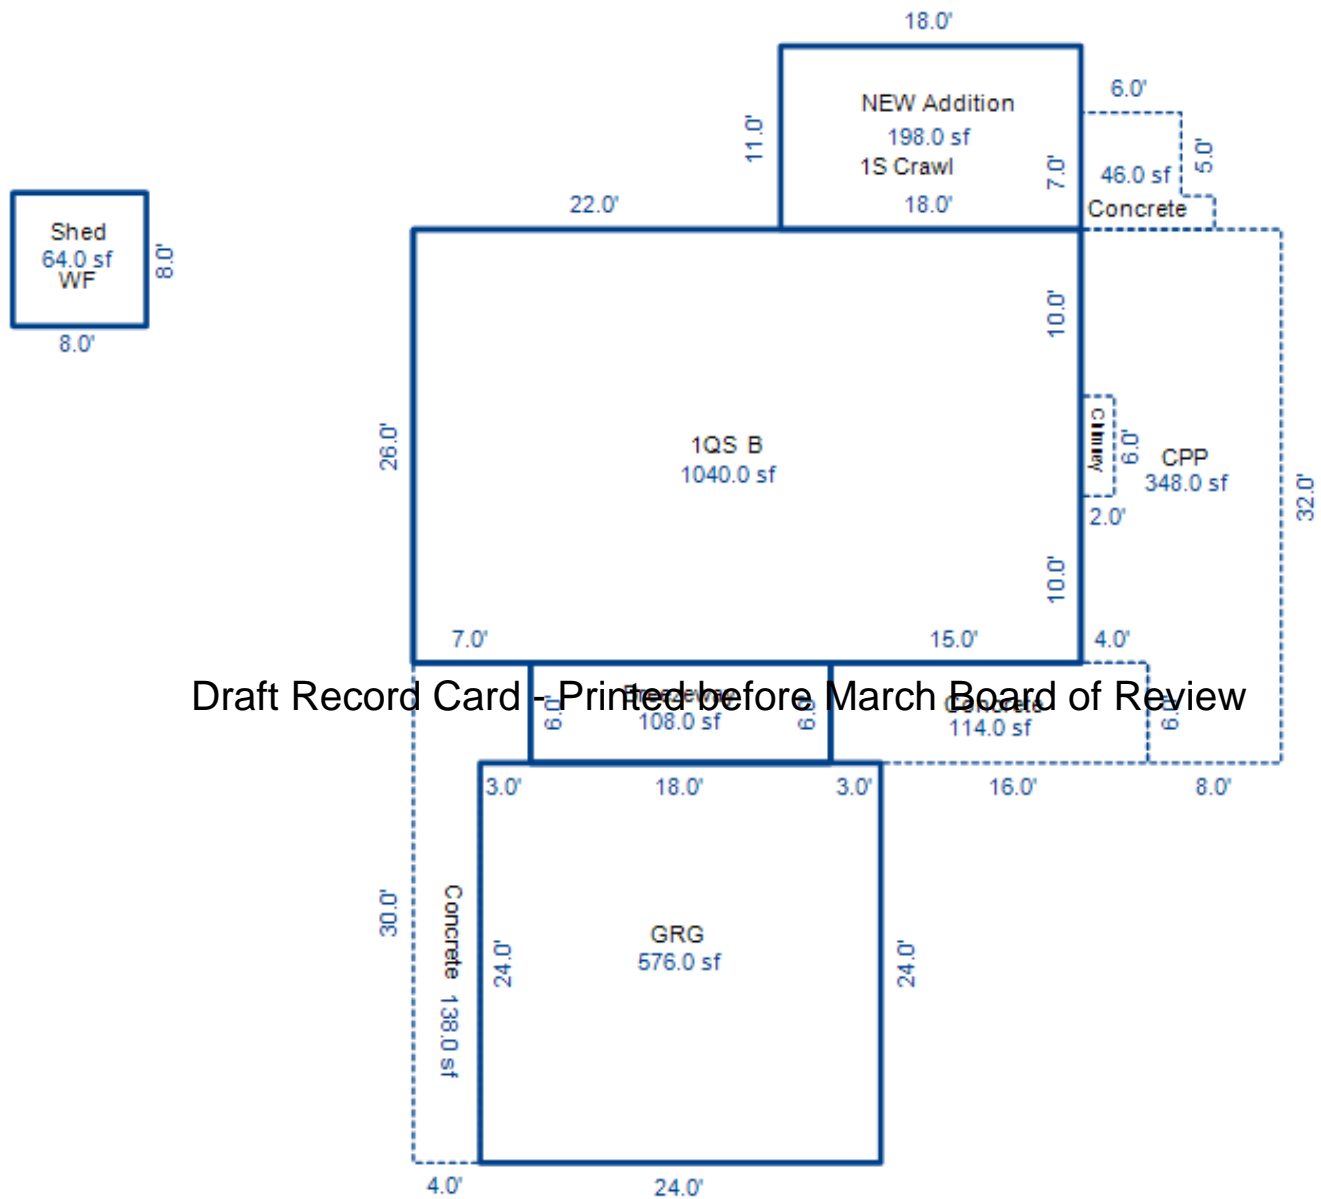 18.0'
NEW Addition
198.0 sf
1S Crawl
18.0'
11.0'
7.0'
6.0'
5.0'
46.0 sf
Concrete
22.0'
Shed
64.0 sf
WF
8.0'
8.0'
10.0'
26.0'
1QS B
1040.0 sf
Chimney
6.0'
2.0'
CPP
348.0 sf
32.0'
10.0'
7.0'
15.0'
4.0'
Draft Record Card - Printed before March Board of Review
6.0'
Breezeway
108.0 sf
6.0'
Concrete
114.0 sf
6.0'
3.0'
18.0'
3.0'
16.0'
8.0'
30.0'
Concrete 138.0 sf
24.0'
GRG
576.0 sf
24.0'
4.0'
24.0'